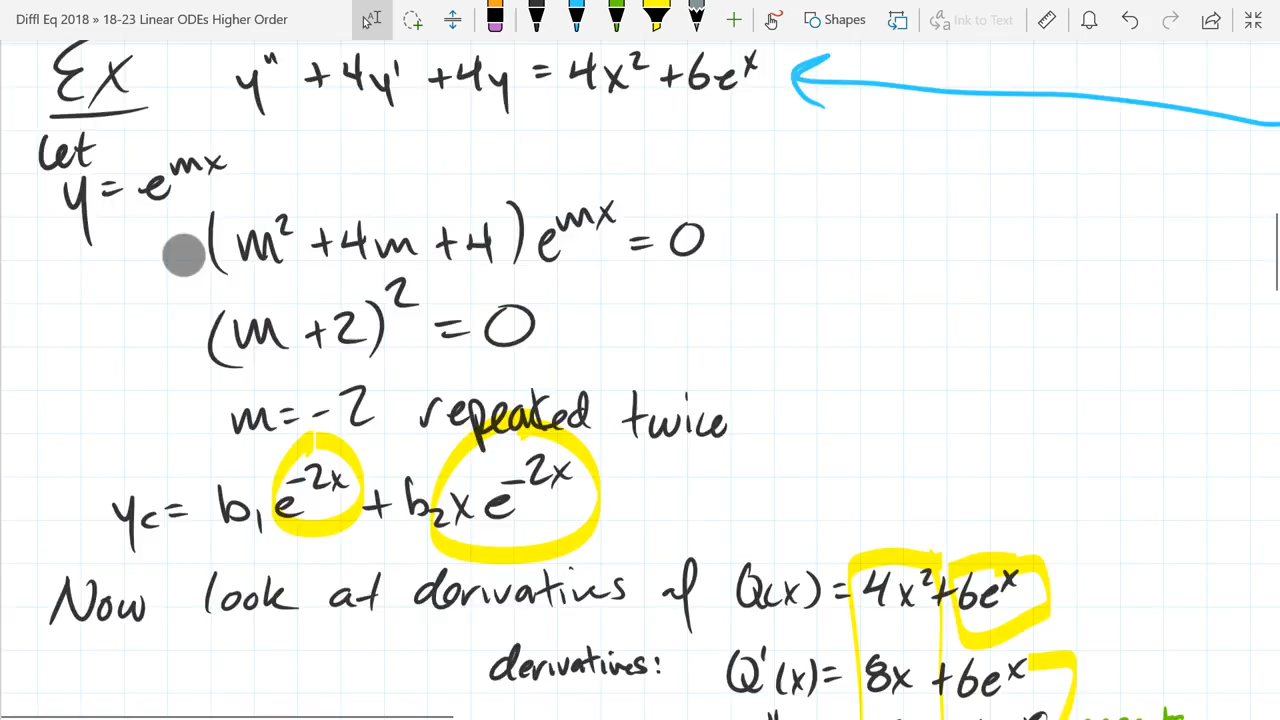 Diffl Eq 2018 » 18-23 Linear ODEs Higher Order
Shapes
Ink to Text
Ex y" + 4y' + 4y = 4x² + 6eˣ
Let
y = e^{mx}
(m² + 4m + 4) e^{mx} = 0
(m + 2)² = 0
m = -2 repeated twice
y_c = b₁e^{-2x} + b₂xe^{-2x}
Now look at derivatives of Q(x) = 4x² + 6eˣ
derivatives: Q'(x) = 8x + 6eˣ